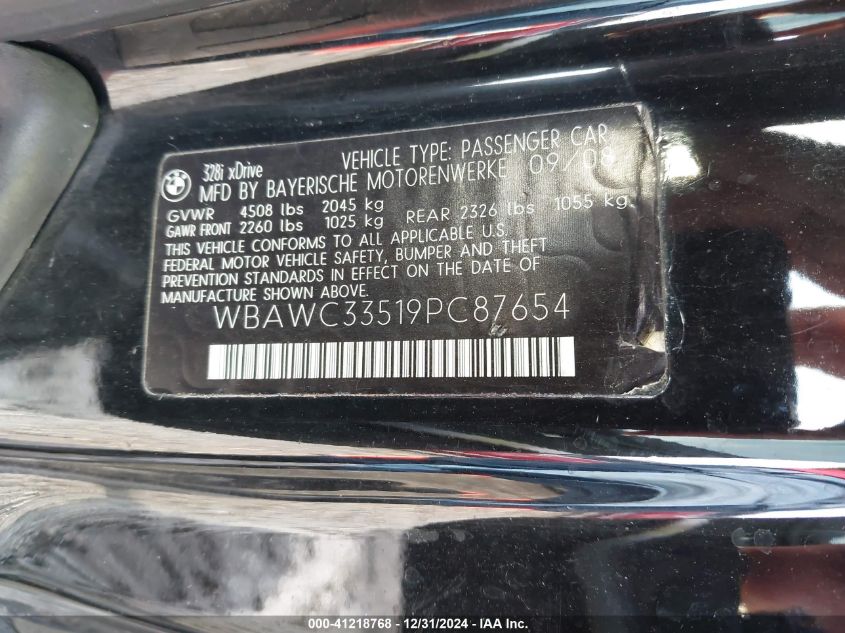 BMW
328i xDrive
VEHICLE TYPE: PASSENGER CAR
MFD BY BAYERISCHE MOTORENWERKE 09/08
GVWR 4508 lbs 2045 kg
GAWR FRONT 2260 lbs 1025 kg REAR 2326 lbs 1055 kg
THIS VEHICLE CONFORMS TO ALL APPLICABLE U.S.
FEDERAL MOTOR VEHICLE SAFETY, BUMPER AND THEFT
PREVENTION STANDARDS IN EFFECT ON THE DATE OF
MANUFACTURE SHOWN ABOVE.
WBAWC33519PC87654
000-41218768 - 12/31/2024 - IAA Inc.